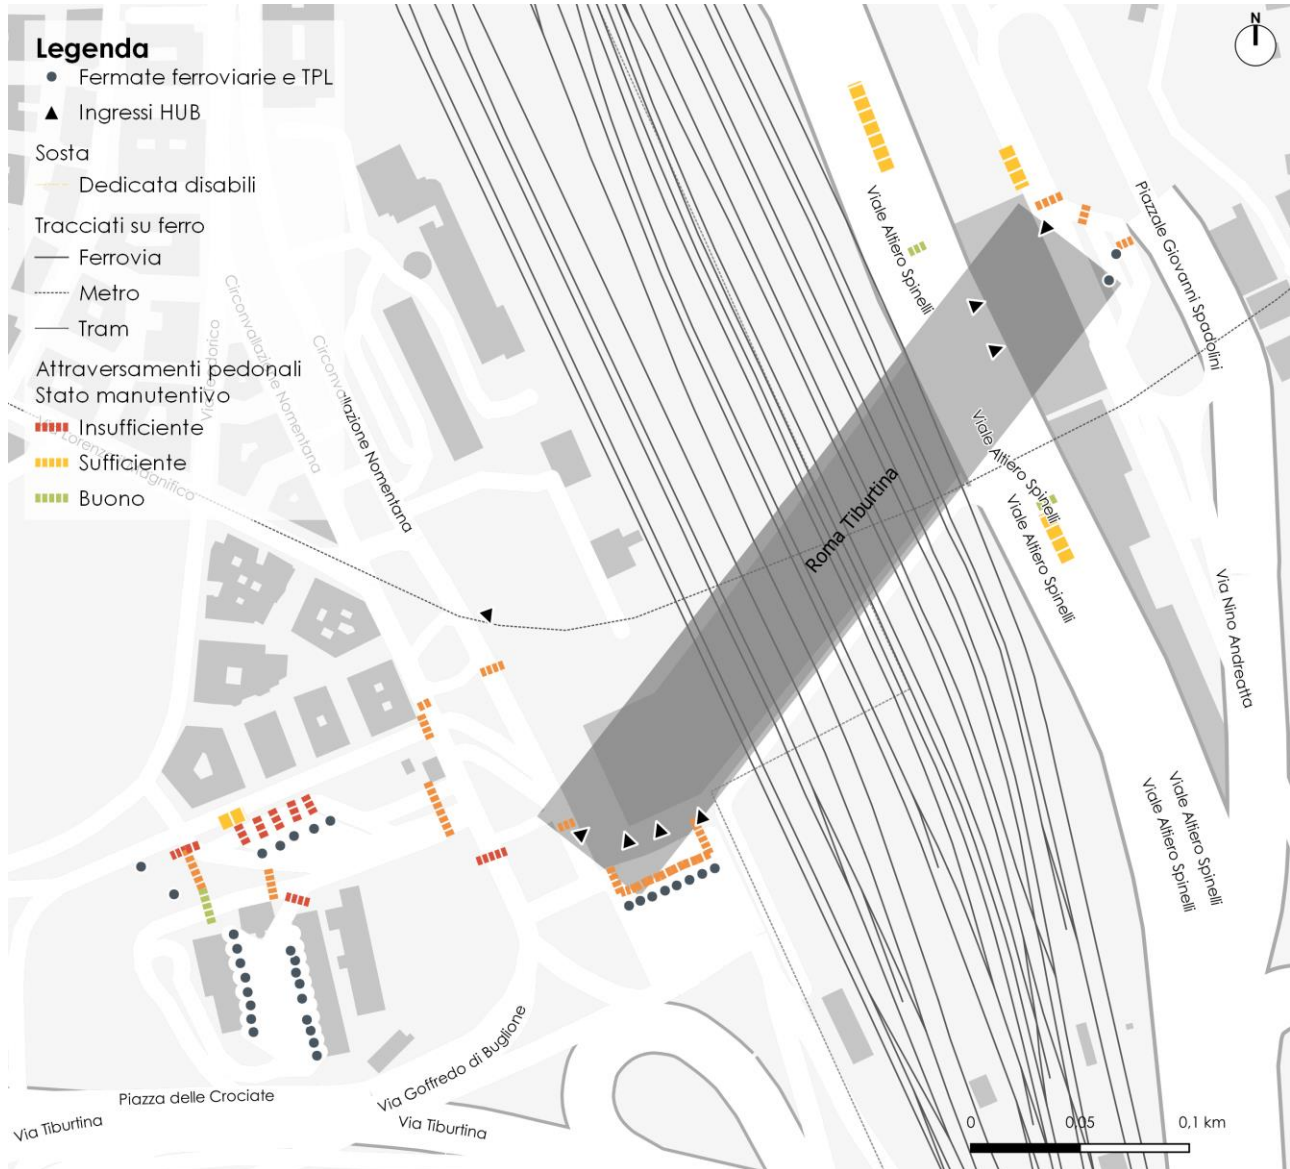 Legenda
Fermate ferroviarie e TPL
Ingressi HUB
Sosta
Dedicata disabili
Tracciati su ferro
Ferrovia
Metro
Tram
Attraversamenti pedonali
Stato manutentivo
Insufficiente
Sufficiente
Buono
N
Circonvallazione Nomentana
Circonvallazione Nomentana
Via Lorenzo
Magnifico
Viale Altiero Spinelli
Piazzale Giovanni Spadolini
Viale Altiero Spinelli
Viale Altiero Spinelli
Roma Tiburtina
Via Nino Andreatta
Viale Altiero Spinelli
Viale Altiero Spinelli
Via Goffredo di Buglione
Piazza delle Crociate
Via Tiburtina
Via Tiburtina
0 0,05 0,1 km